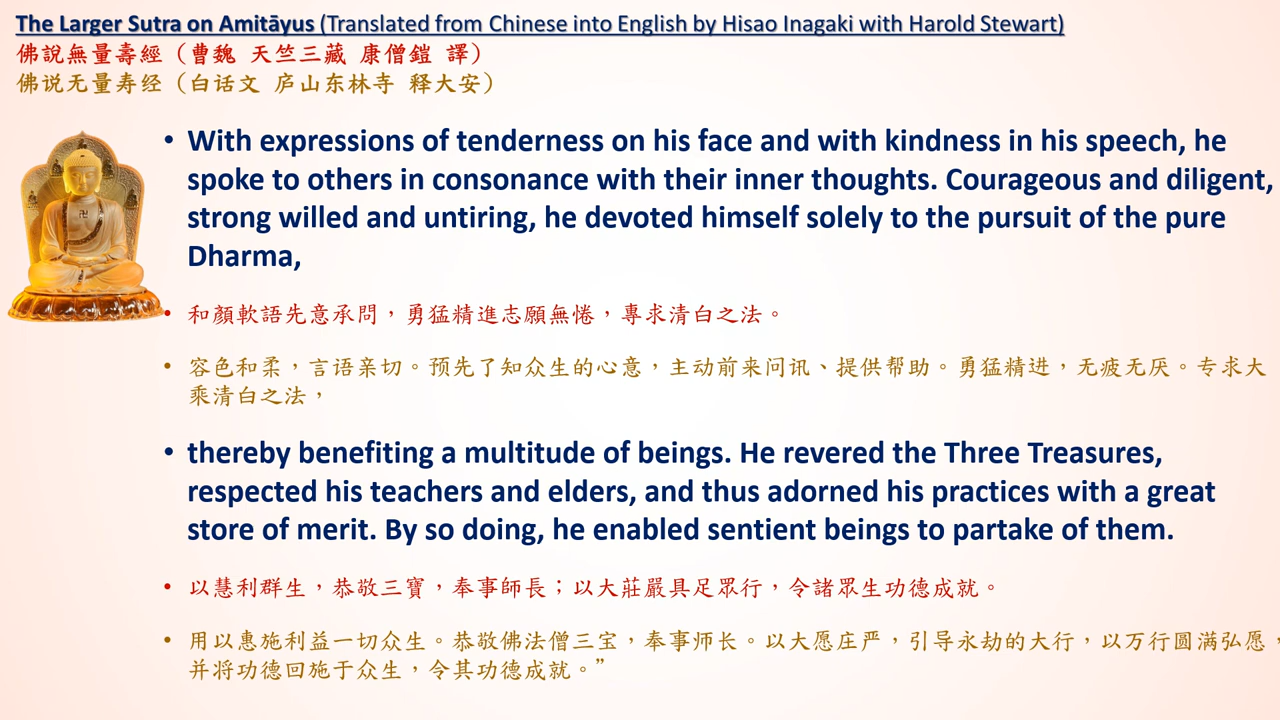 The Larger Sutra on Amitāyus (Translated from Chinese into English by Hisao Inagaki with Harold Stewart)
佛說無量壽經（曹魏 天竺三藏 康僧鎧 譯）
佛说无量寿经（白话文 庐山东林寺 释大安）
• With expressions of tenderness on his face and with kindness in his speech, he
spoke to others in consonance with their inner thoughts. Courageous and diligent,
strong willed and untiring, he devoted himself solely to the pursuit of the pure
Dharma,
• 和顏軟語先意承問，勇猛精進志願無惓，專求清白之法。
• 容色和柔，言语亲切。预先了知众生的心意，主动前来问讯、提供帮助。勇猛精进，无疲无厌。专求大
乘清白之法，
• thereby benefiting a multitude of beings. He revered the Three Treasures,
respected his teachers and elders, and thus adorned his practices with a great
store of merit. By so doing, he enabled sentient beings to partake of them.
• 以慧利群生，恭敬三寶，奉事師長；以大莊嚴具足眾行，令諸眾生功德成就。
• 用以惠施利益一切众生。恭敬佛法僧三宝，奉事师长。以大愿庄严，引导永劫的大行，以万行圆满弘愿，
并将功德回施于众生，令其功德成就。”